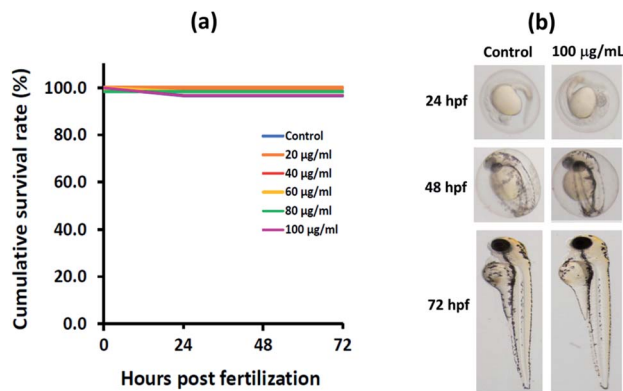 (a)
Cumulative survival rate (%)
100.0
80.0
60.0
40.0
20.0
0.0
0
24
48
72
Hours post fertilization
Control
20 µg/ml
40 µg/ml
60 µg/ml
80 µg/ml
100 µg/ml
(b)
Control
100 µg/mL
24 hpf
48 hpf
72 hpf